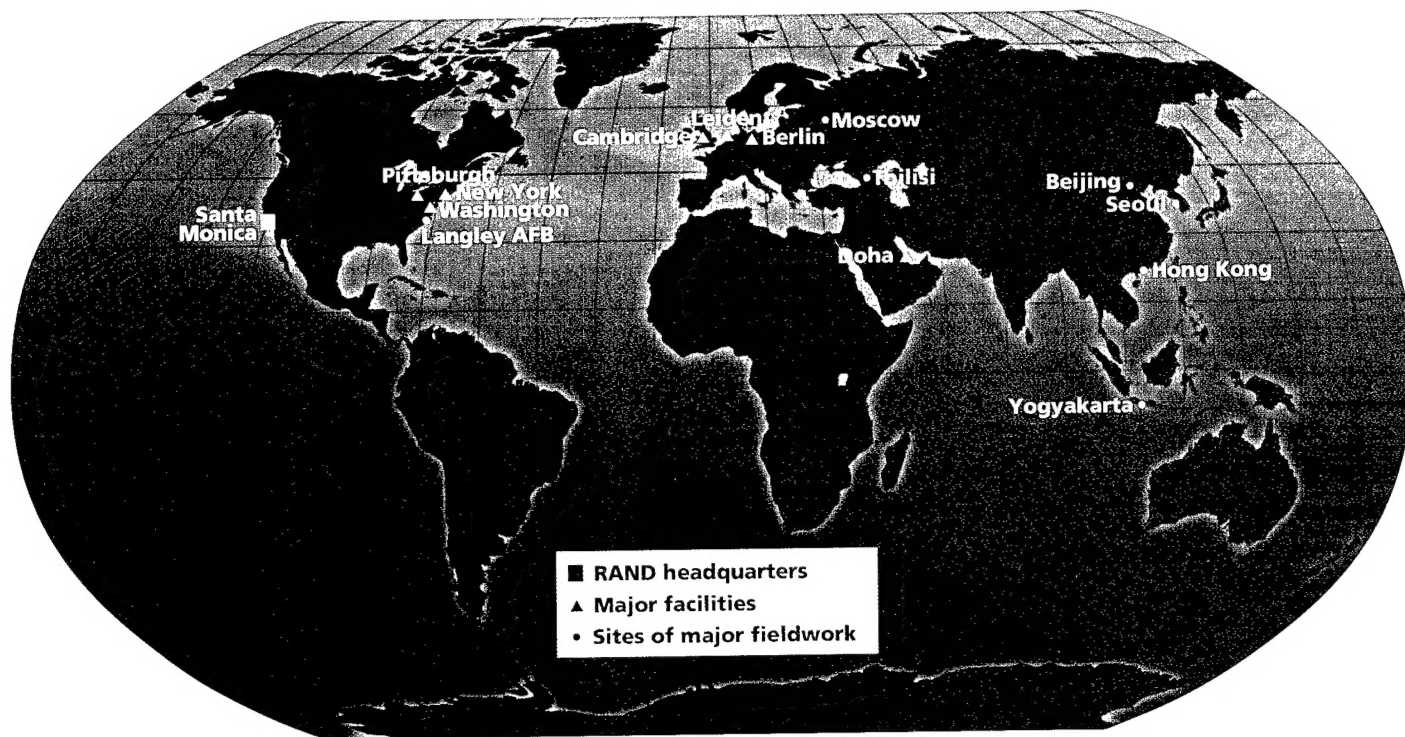 Leiden
Moscow
Cambridge
Berlin
Pittsburgh
New York
Washington
Santa
Monica
Langley AFB
Tbilisi
Beijing
Seoul
Doha
Hong Kong
Yogyakarta
RAND headquarters
Major facilities
Sites of major fieldwork